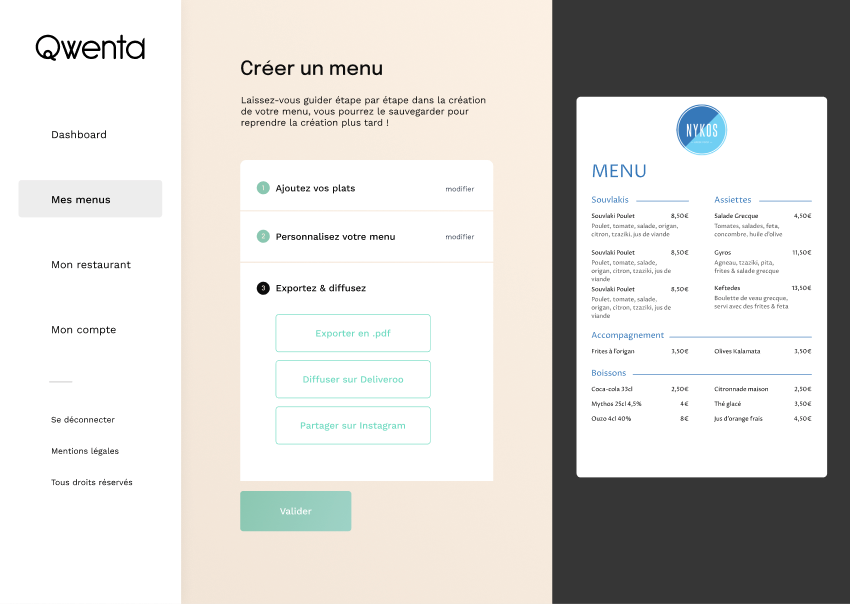 Qwenta
Dashboard
Mes menus
Mon restaurant
Mon compte
Se déconnecter
Mentions légales
Tous droits réservés
Créer un menu
Laissez-vous guider étape par étape dans la création
de votre menu, vous pourrez le sauvegarder pour
reprendre la création plus tard !
1 Ajoutez vos plats modifier
2 Personnalisez votre menu modifier
3 Exportez & diffusez
Exporter en .pdf
Diffuser sur Deliveroo
Partager sur Instagram
Valider
NYKOS
MENU
Souvlakis
Souvlaki Poulet 8,50€
Poulet, tomate, salade, origan,
citron, tzaziki, jus de viande
Souvlaki Poulet 8,50€
Poulet, tomate, salade,
origan, citron, tzaziki, jus de
viande
Souvlaki Poulet 8,50€
Poulet, tomate, salade,
origan, citron, tzaziki, jus de
viande
Assiettes
Salade Grecque 4,50€
Tomates, salades, feta,
concombre, huile d'olive
Gyros 11,50€
Agneau, tzaziki, pita,
frites & salade grecque
Keftedes 13,50€
Boulette de veau grecque,
servi avec des frites & feta
Accompagnement
Frites à l'origan 3,50€ Olives Kalamata 3,50€
Boissons
Coca-cola 33cl 2,50€ Citronnade maison 2,50€
Mythos 25cl 4,5% 4€ Thé glacé 3,50€
Ouzo 4cl 40% 8€ Jus d'orange frais 4,50€